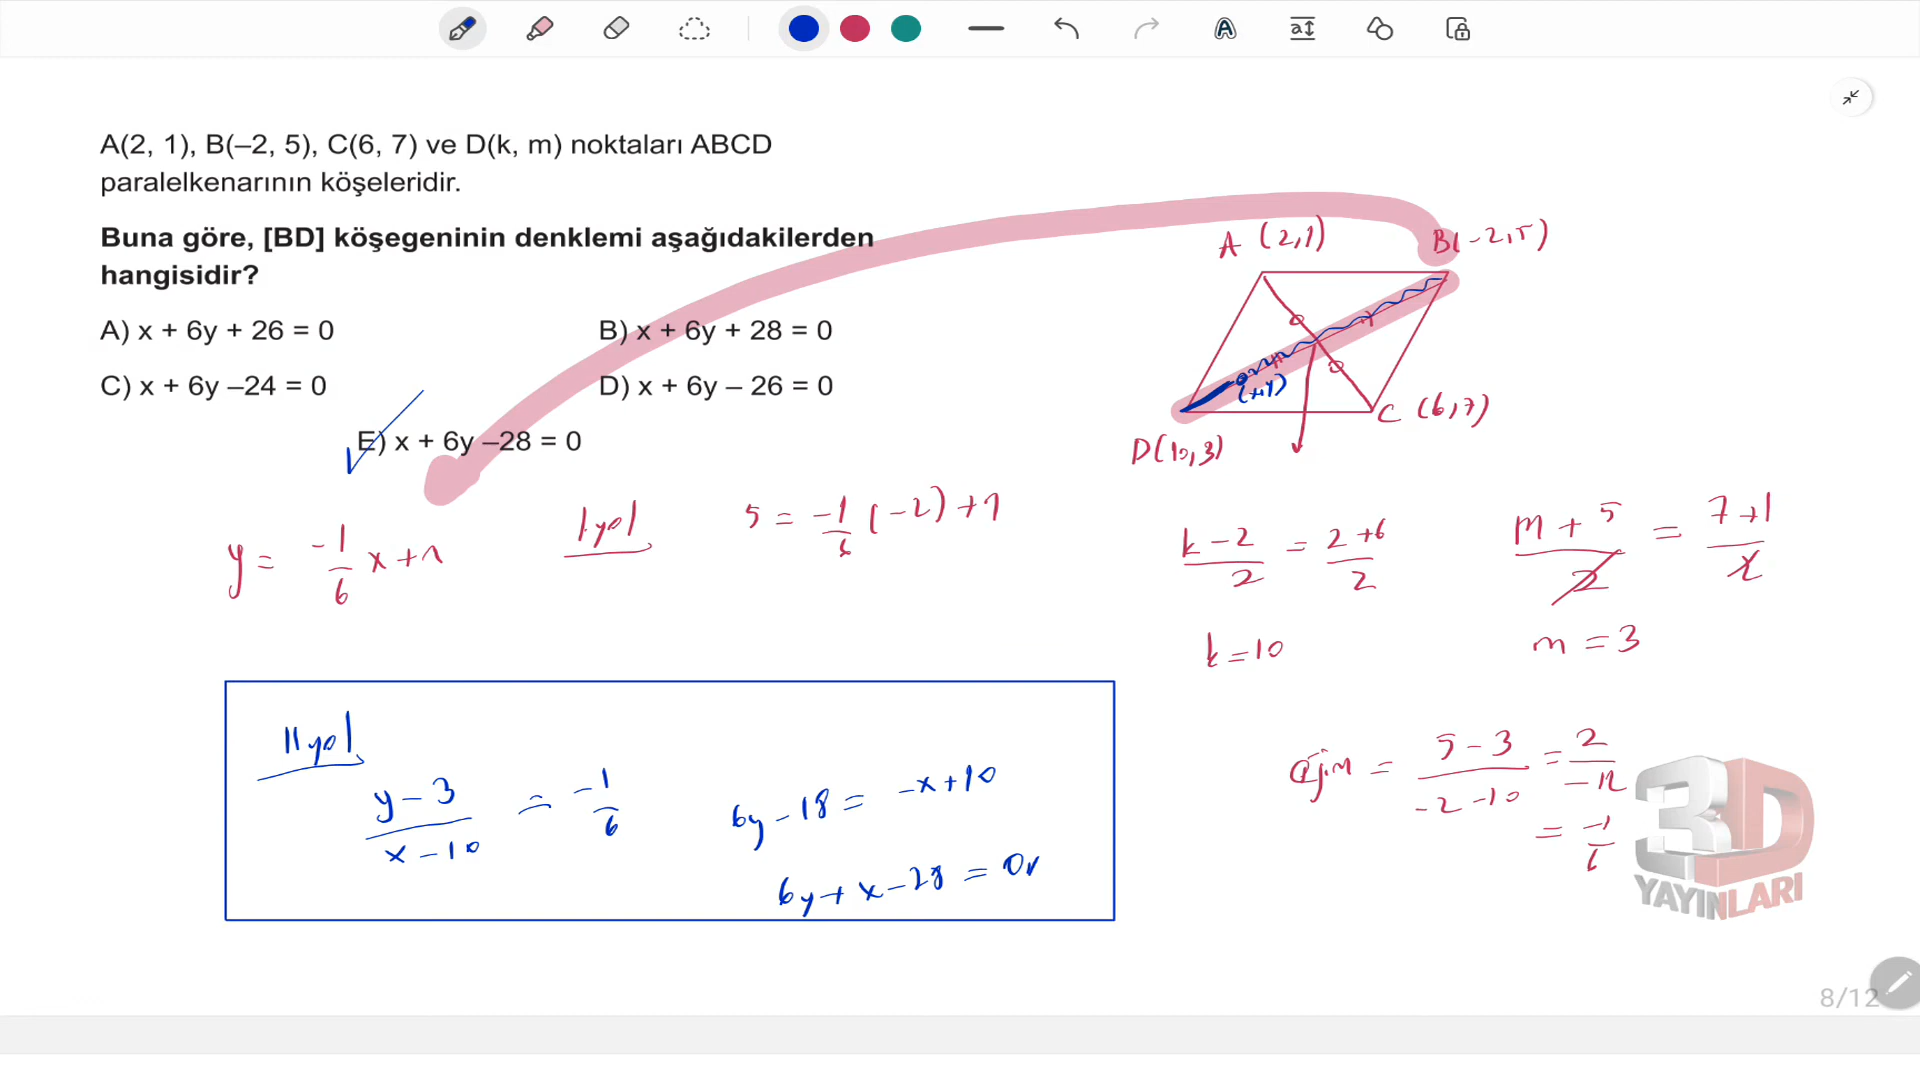 A(2, 1), B(–2, 5), C(6, 7) ve D(k, m) noktaları ABCD
paralelkenarının köşeleridir.
Buna göre, [BD] köşegeninin denklemi aşağıdakilerden
hangisidir?
A) x + 6y + 26 = 0
B) x + 6y + 28 = 0
C) x + 6y –24 = 0
D) x + 6y – 26 = 0
E) x + 6y –28 = 0
A (2,1)
B(-2,5)
(x,y)
C (6,7)
D(10,3)
y = -1/6 x + n
I yol
5 = -1/6 (-2) + n
k-2/2 = 2+6/2
m+5/2 = 7+1/2
k=10
m = 3
eğim = 5-3/-2-10 = 2/-12
= -1/6
II yol
y-3/x-10 = -1/6
6y-18 = -x+10
6y+x-28 = 0
3D
YAYINLARI
8/12